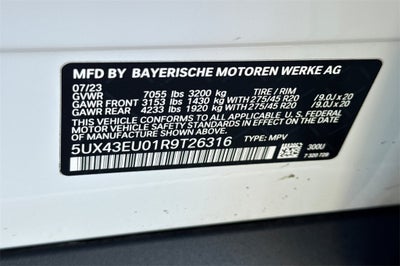 MFD BY BAYERISCHE MOTOREN WERKE AG
07/23 TIRE / RIM
GVWR 7055 lbs 3200 kg
GAWR FRONT 3153 lbs 1430 kg WITH 275/45 R20 / 9.0J x 20
GAWR REAR 4233 lbs 1920 kg WITH 275/45 R20 / 9.0J x 20
THIS VEHICLE CONFORMS TO ALL APPLICABLE U. S. FEDERAL
MOTOR VEHICLE SAFETY STANDARDS IN EFFECT ON THE DATE
OF MANUFACTURE SHOWN ABOVE.
5UX43EU01R9T26316 TYPE: MPV
300U
7 320 729